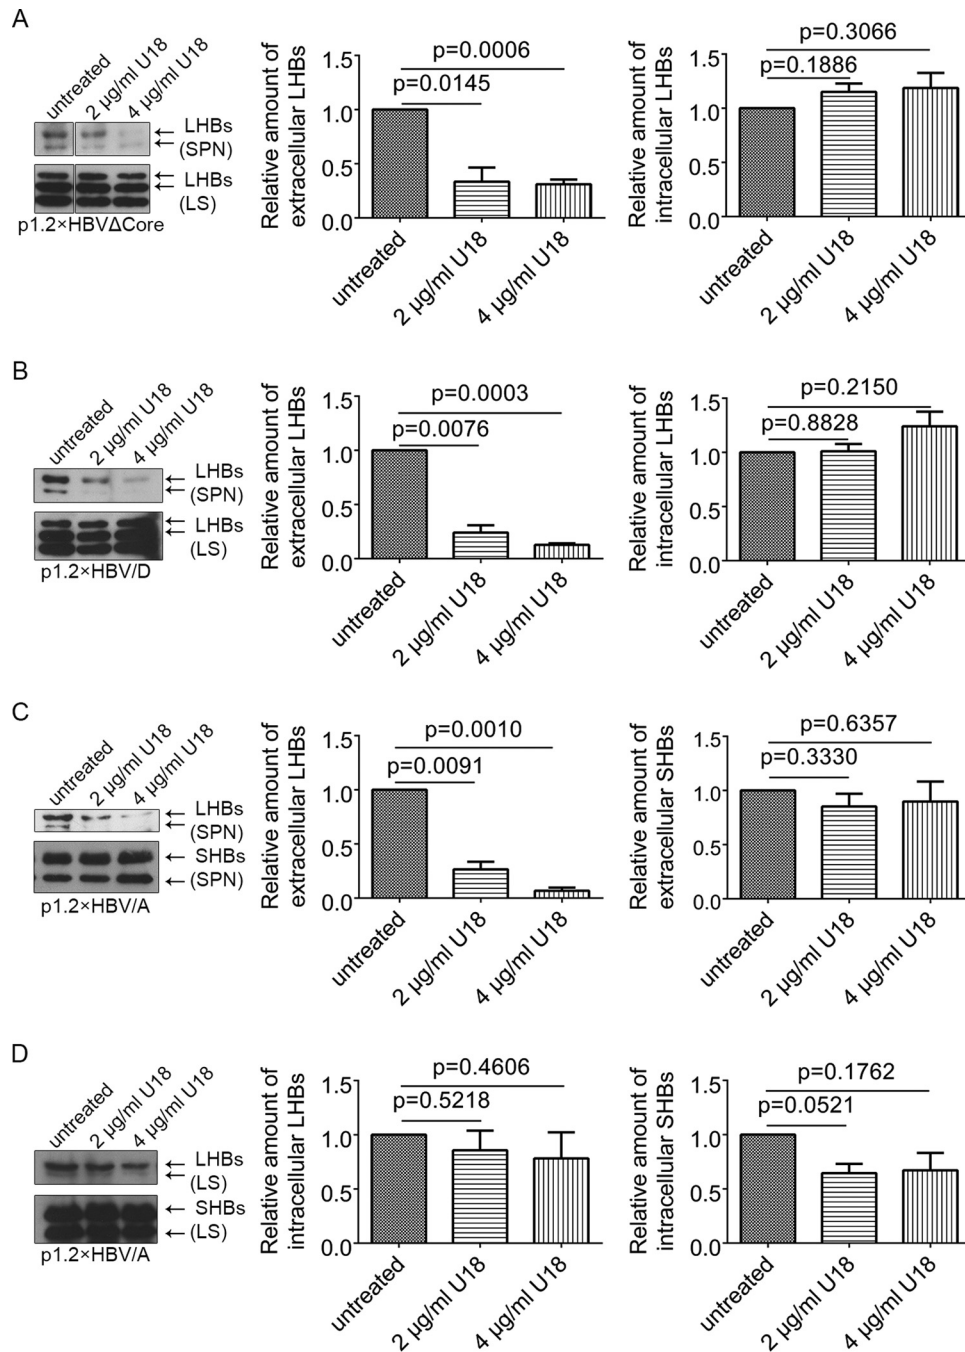 A
untreated
2 µg/ml U18
4 µg/ml U18
LHBs
(SPN)
LHBs
(LS)
p1.2×HBVΔCore
Relative amount of
extracellular LHBs
1.5
1.0
0.5
0.0
p=0.0006
p=0.0145
untreated
2 µg/ml U18
4 µg/ml U18
Relative amount of
intracellular LHBs
1.5
1.0
0.5
0.0
p=0.3066
p=0.1886
untreated
2 µg/ml U18
4 µg/ml U18
B
untreated
2 µg/ml U18
4 µg/ml U18
LHBs
(SPN)
LHBs
(LS)
p1.2×HBV/D
Relative amount of
extracellular LHBs
1.5
1.0
0.5
0.0
p=0.0003
p=0.0076
untreated
2 µg/ml U18
4 µg/ml U18
Relative amount of
intracellular LHBs
1.5
1.0
0.5
0.0
p=0.2150
p=0.8828
untreated
2 µg/ml U18
4 µg/ml U18
C
untreated
2 µg/ml U18
4 µg/ml U18
LHBs
(SPN)
SHBs
(SPN)
p1.2×HBV/A
Relative amount of
extracellular LHBs
1.5
1.0
0.5
0.0
p=0.0010
p=0.0091
untreated
2 µg/ml U18
4 µg/ml U18
Relative amount of
extracellular SHBs
1.5
1.0
0.5
0.0
p=0.6357
p=0.3330
untreated
2 µg/ml U18
4 µg/ml U18
D
untreated
2 µg/ml U18
4 µg/ml U18
LHBs
(LS)
SHBs
(LS)
p1.2×HBV/A
Relative amount of
intracellular LHBs
1.5
1.0
0.5
0.0
p=0.4606
p=0.5218
untreated
2 µg/ml U18
4 µg/ml U18
Relative amount of
intracellular SHBs
1.5
1.0
0.5
0.0
p=0.1762
p=0.0521
untreated
2 µg/ml U18
4 µg/ml U18